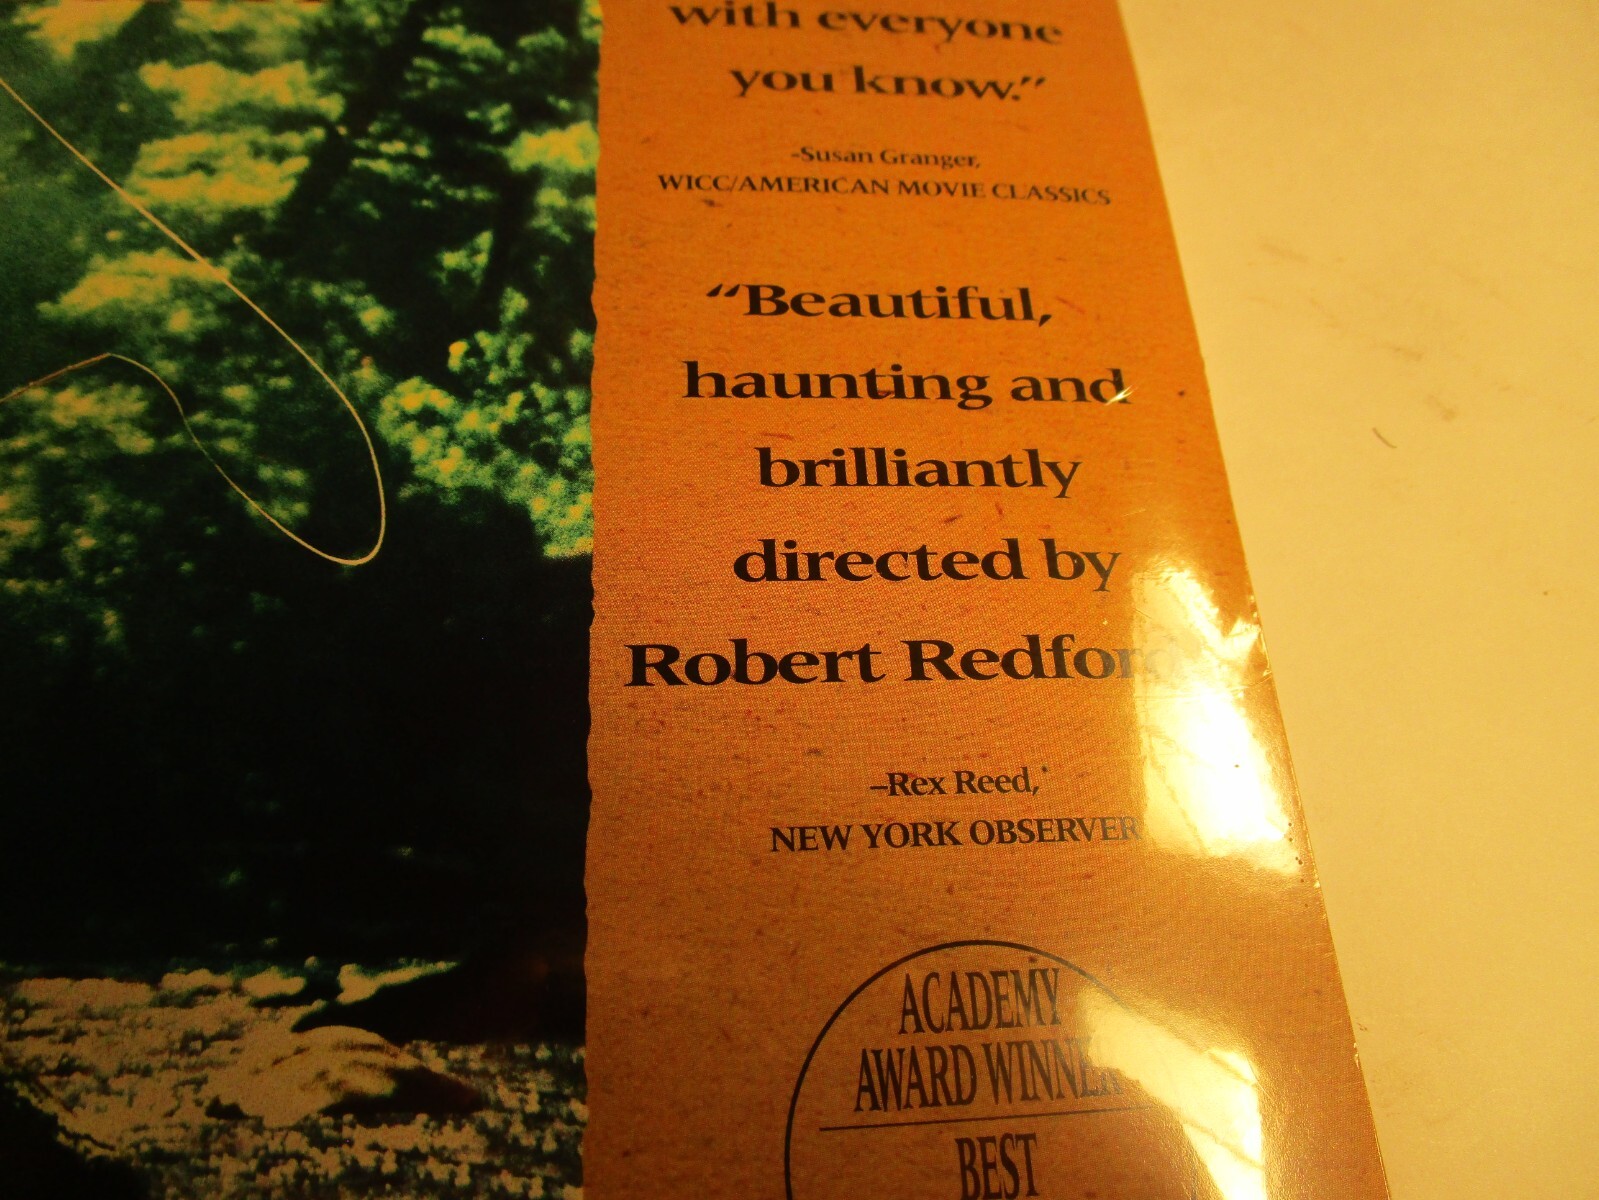 with everyone
you know."
-Susan Granger,
WICC/AMERICAN MOVIE CLASSICS
"Beautiful,
haunting and
brilliantly
directed by
Robert Redford
–Rex Reed,
NEW YORK OBSERVER
ACADEMY
AWARD WINNER
BEST